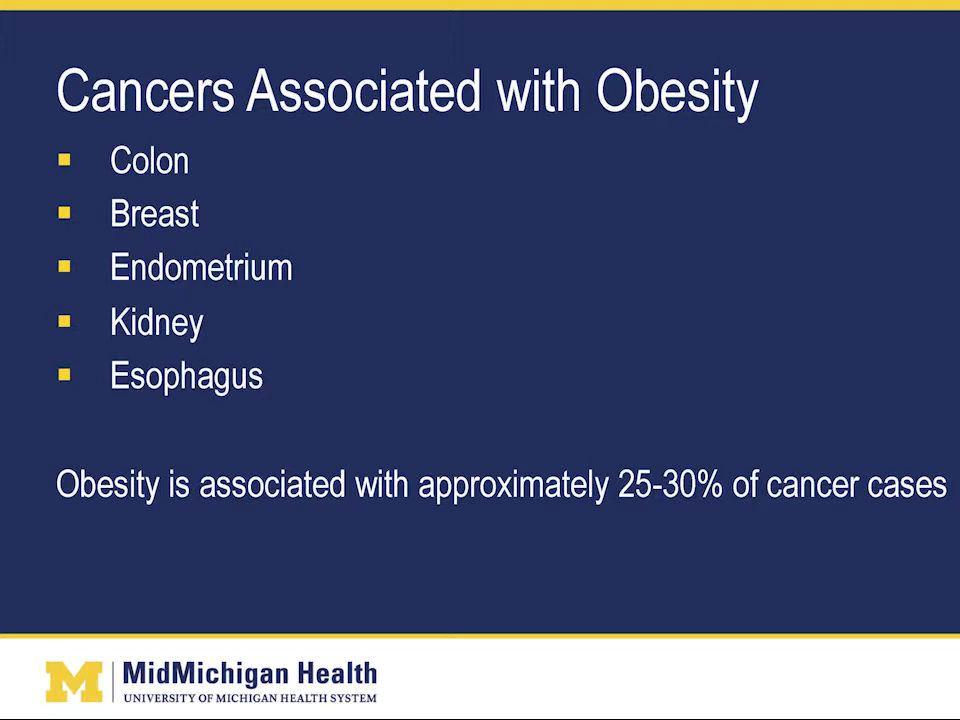 Cancers Associated with Obesity
▪ Colon
▪ Breast
▪ Endometrium
▪ Kidney
▪ Esophagus
Obesity is associated with approximately 25-30% of cancer cases
M MidMichigan Health
UNIVERSITY OF MICHIGAN HEALTH SYSTEM